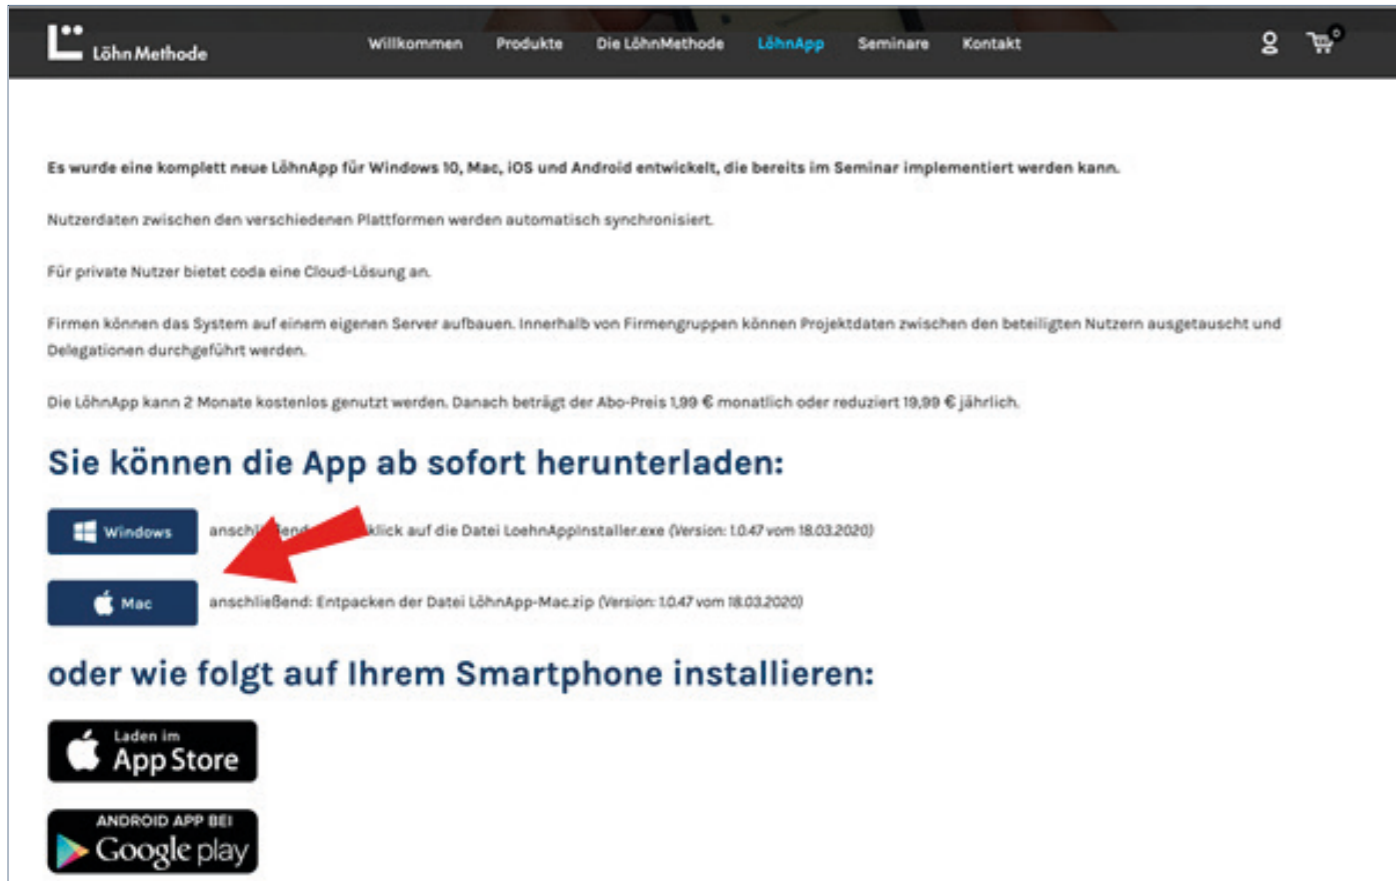 Löhn Methode
Willkommen Produkte Die LöhnMethode LöhnApp Seminare Kontakt 0
Es wurde eine komplett neue LöhnApp für Windows 10, Mac, iOS und Android entwickelt, die bereits im Seminar implementiert werden kann.
Nutzerdaten zwischen den verschiedenen Plattformen werden automatisch synchronisiert.
Für private Nutzer bietet coda eine Cloud-Lösung an.
Firmen können das System auf einem eigenen Server aufbauen. Innerhalb von Firmengruppen können Projektdaten zwischen den beteiligten Nutzern ausgetauscht und
Delegationen durchgeführt werden.
Die LöhnApp kann 2 Monate kostenlos genutzt werden. Danach beträgt der Abo-Preis 1,99 € monatlich oder reduziert 19,99 € jährlich.
Sie können die App ab sofort herunterladen:
Windows klick auf die Datei LoehnAppInstaller.exe (Version: 1.0.47 vom 18.03.2020)
Mac anschließend: Entpacken der Datei LöhnApp-Mac.zip (Version: 1.0.47 vom 18.03.2020)
oder wie folgt auf Ihrem Smartphone installieren:
Laden im
App Store
ANDROID APP BEI
Google play